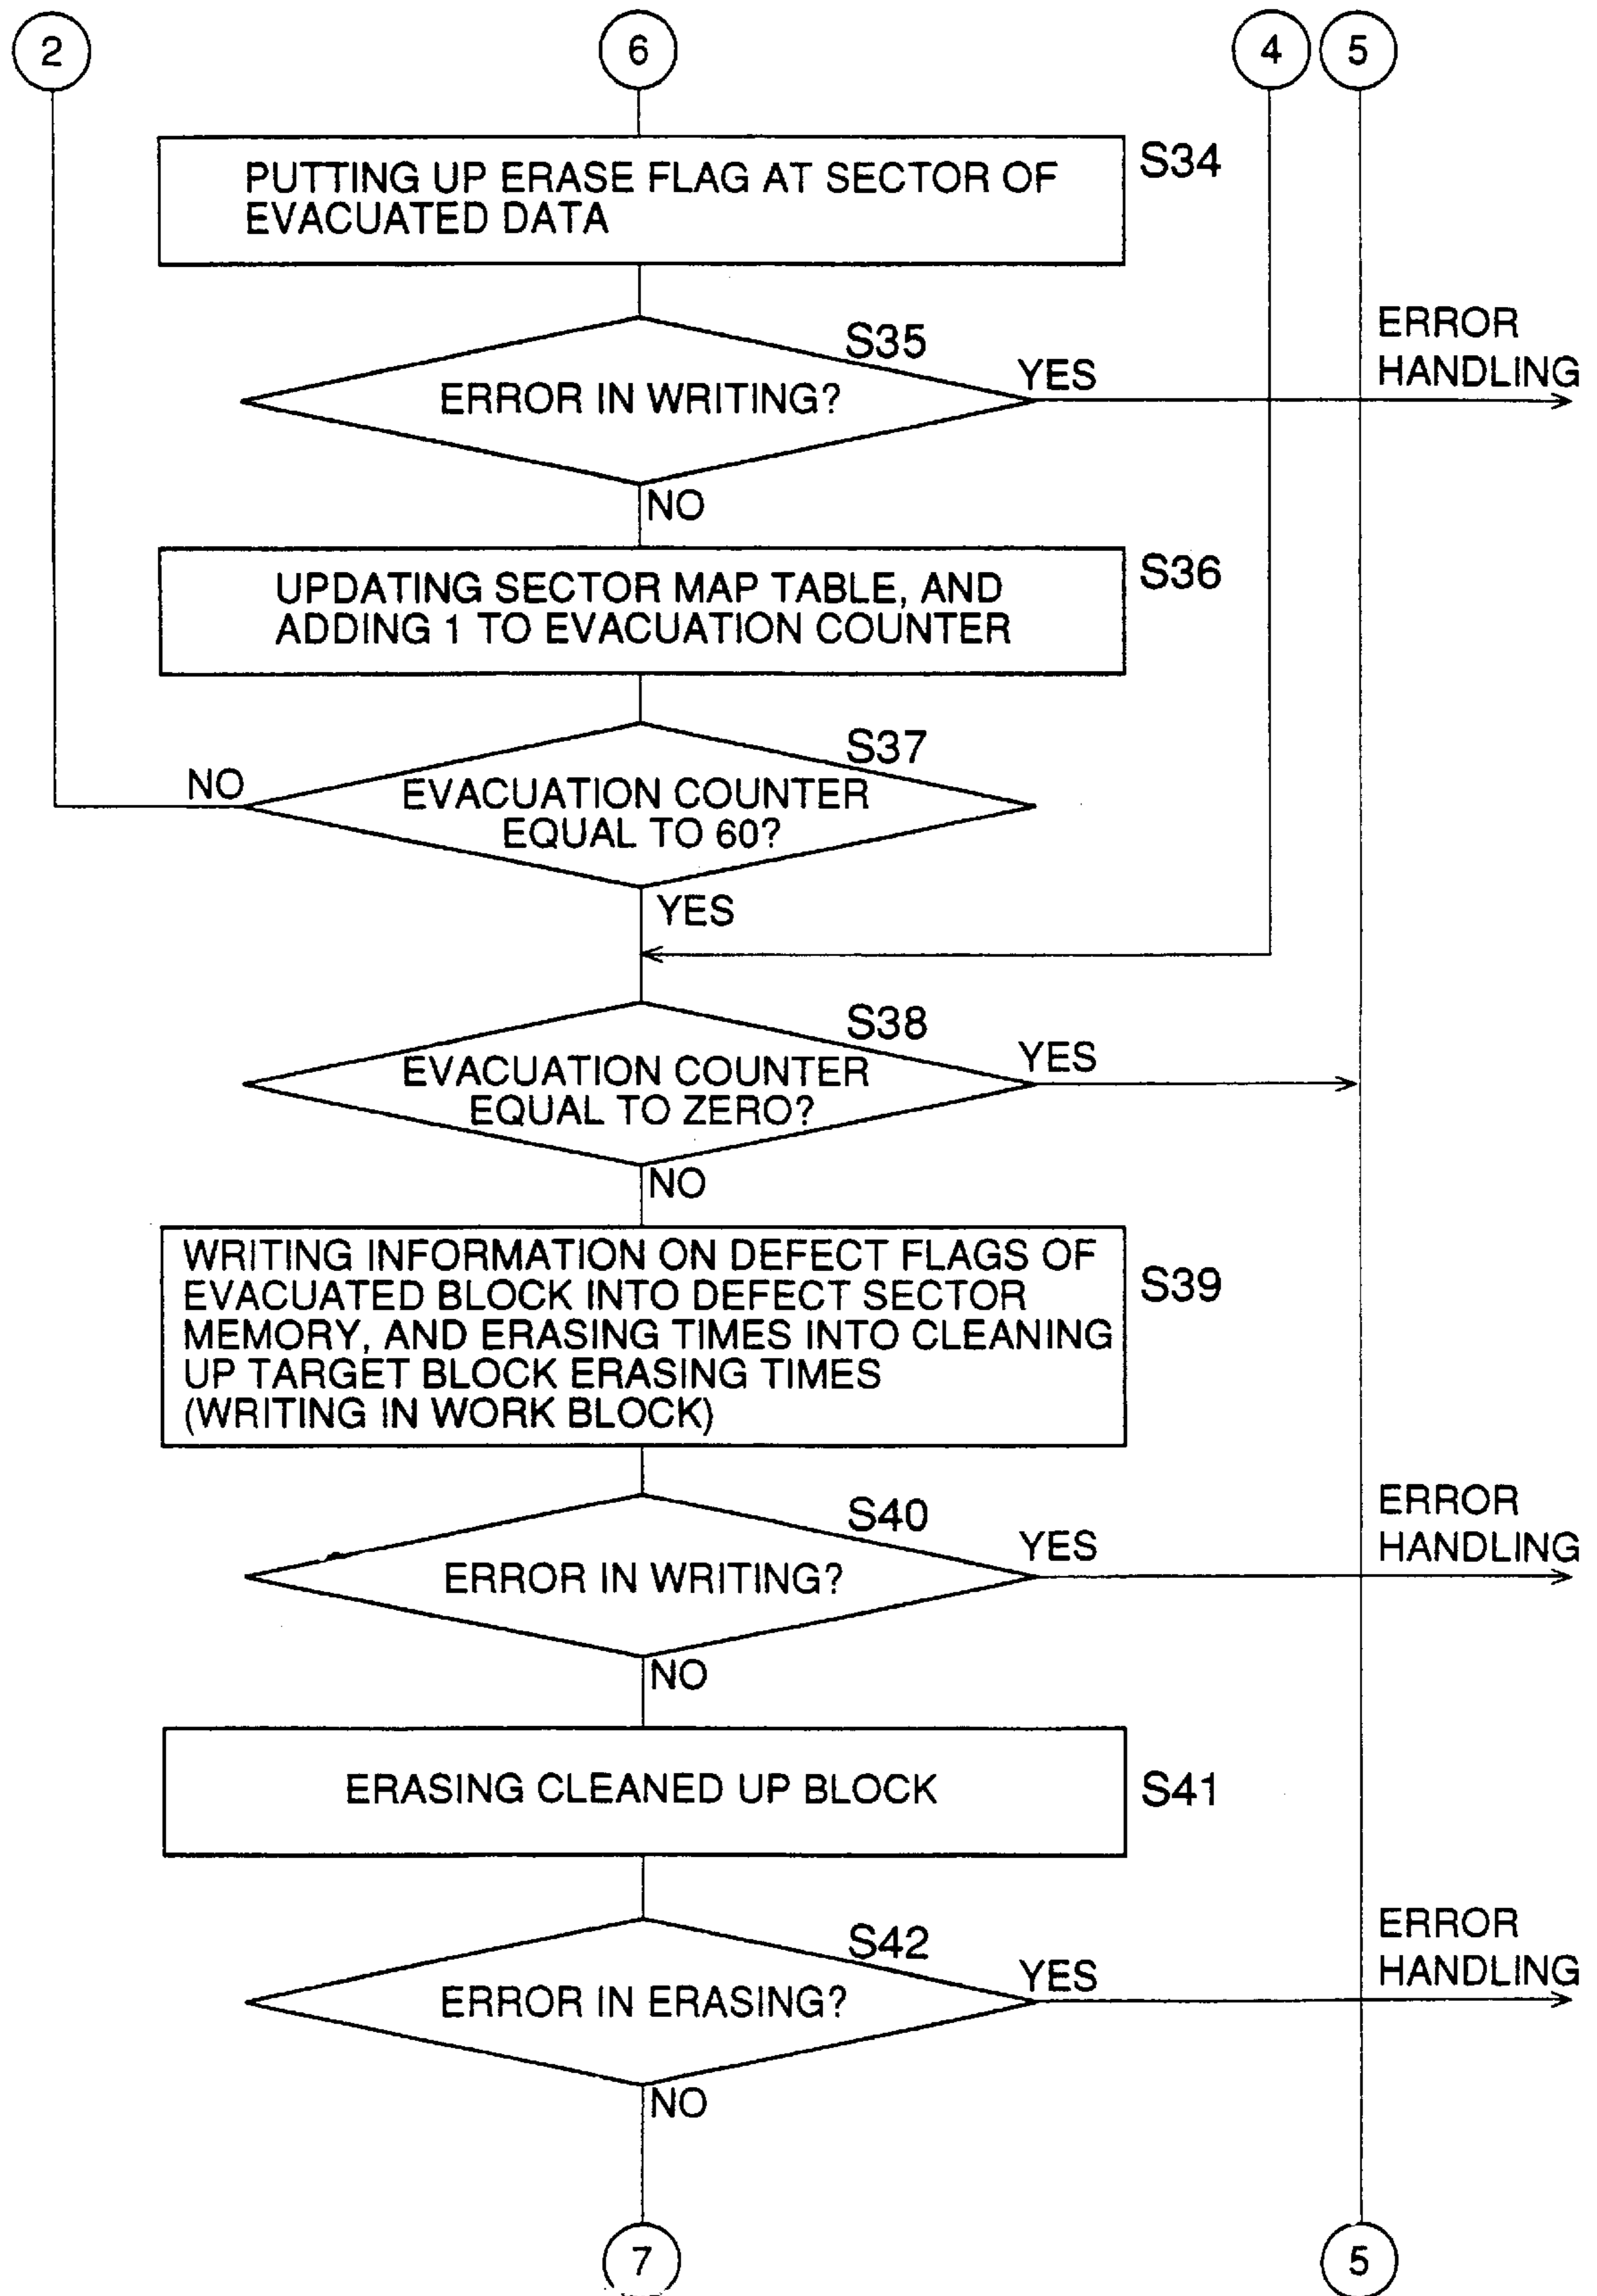 2
6
4
5
PUTTING UP ERASE FLAG AT SECTOR OF
EVACUATED DATA
S34
S35
ERROR IN WRITING?
YES
ERROR
HANDLING
NO
UPDATING SECTOR MAP TABLE, AND
ADDING 1 TO EVACUATION COUNTER
S36
S37
NO
EVACUATION COUNTER
EQUAL TO 60?
YES
S38
EVACUATION COUNTER
EQUAL TO ZERO?
YES
NO
WRITING INFORMATION ON DEFECT FLAGS OF
EVACUATED BLOCK INTO DEFECT SECTOR
MEMORY, AND ERASING TIMES INTO CLEANING
UP TARGET BLOCK ERASING TIMES
(WRITING IN WORK BLOCK)
S39
S40
ERROR IN WRITING?
YES
ERROR
HANDLING
NO
ERASING CLEANED UP BLOCK
S41
S42
ERROR IN ERASING?
YES
ERROR
HANDLING
NO
7
5